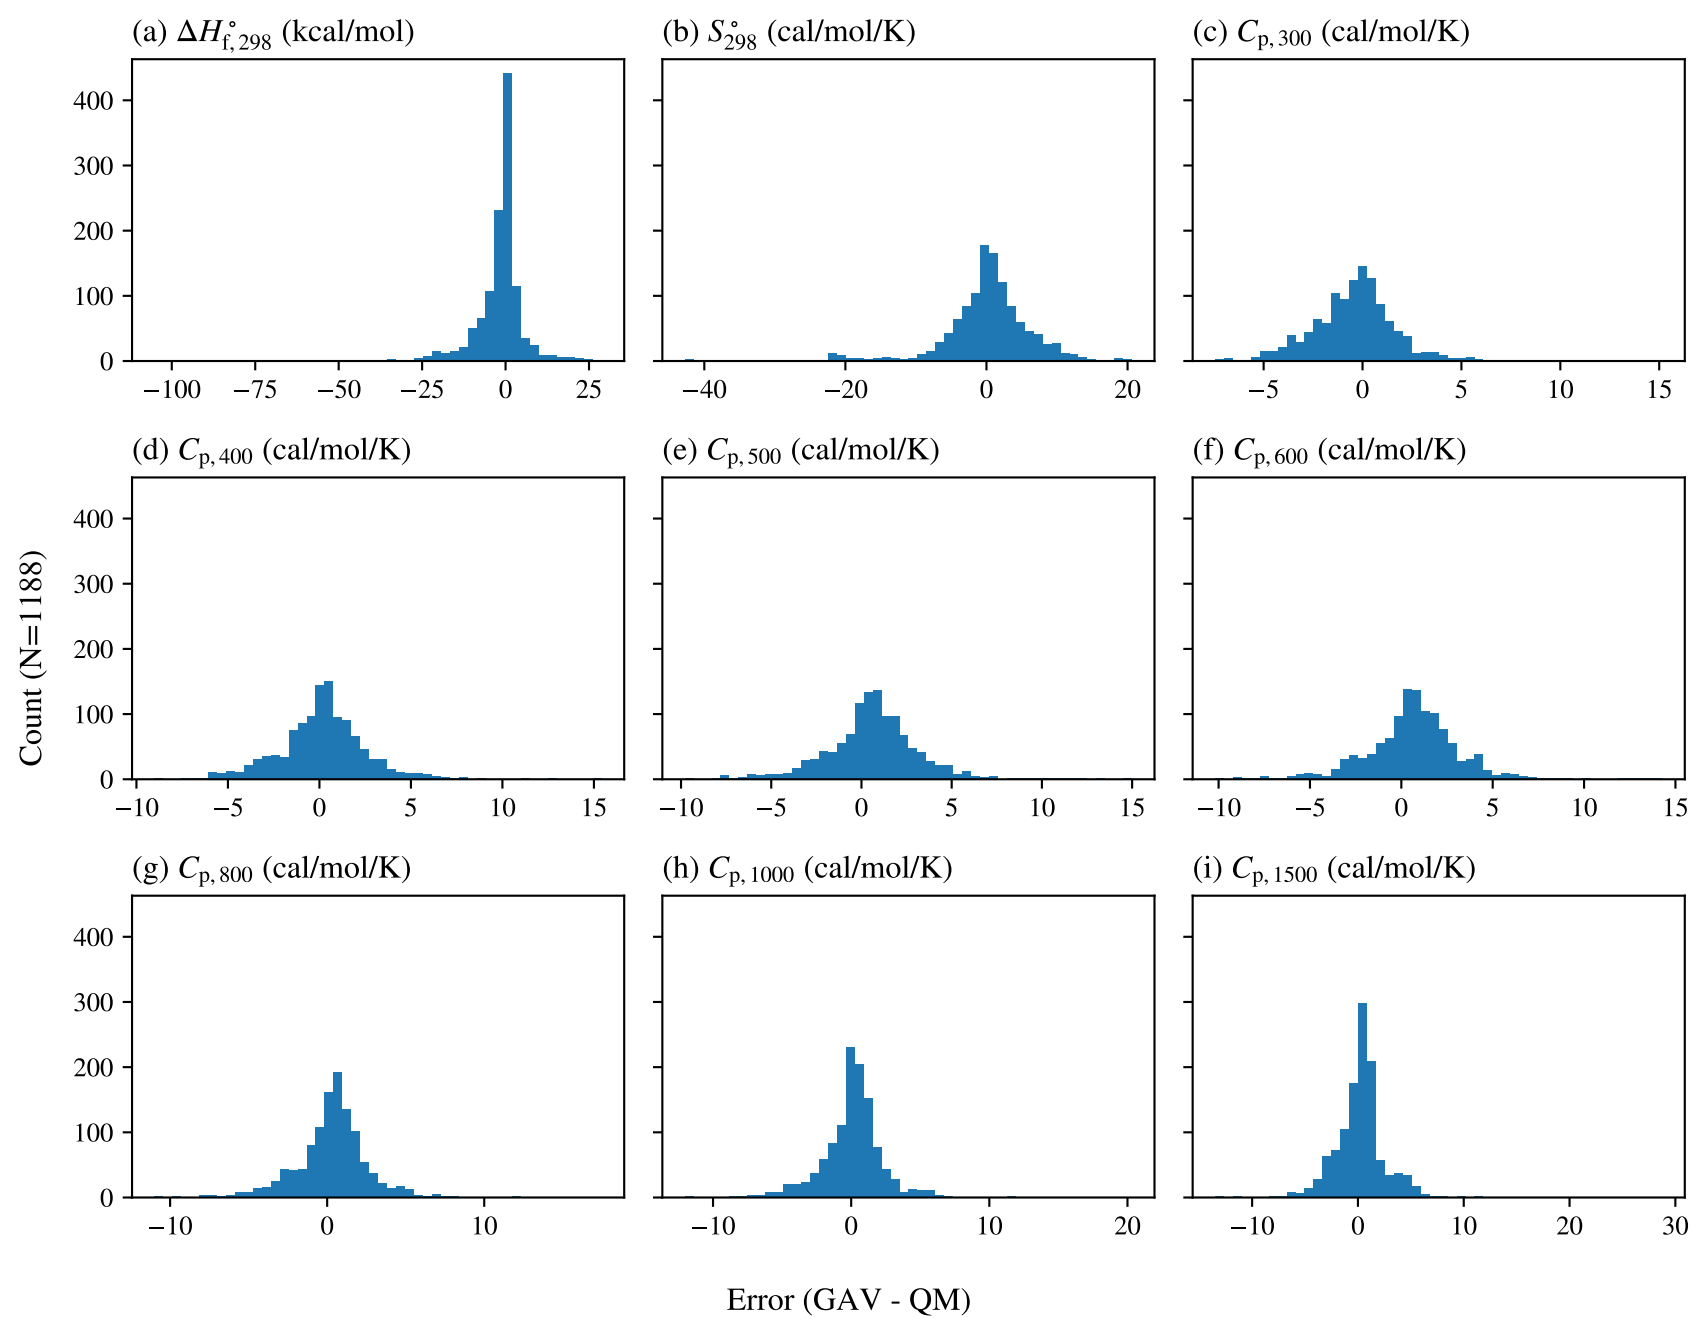 (a) ΔH°f,298 (kcal/mol)
(b) S°298 (cal/mol/K)
(c) Cp,300 (cal/mol/K)
400
300
200
100
0
−100 −75 −50 −25 0 25
−40 −20 0 20
−5 0 5 10 15
(d) Cp,400 (cal/mol/K)
(e) Cp,500 (cal/mol/K)
(f) Cp,600 (cal/mol/K)
Count (N=1188)
400
300
200
100
0
−10 −5 0 5 10 15
−10 −5 0 5 10 15
−10 −5 0 5 10 15
(g) Cp,800 (cal/mol/K)
(h) Cp,1000 (cal/mol/K)
(i) Cp,1500 (cal/mol/K)
400
300
200
100
0
−10 0 10
−10 0 10 20
−10 0 10 20 30
Error (GAV - QM)